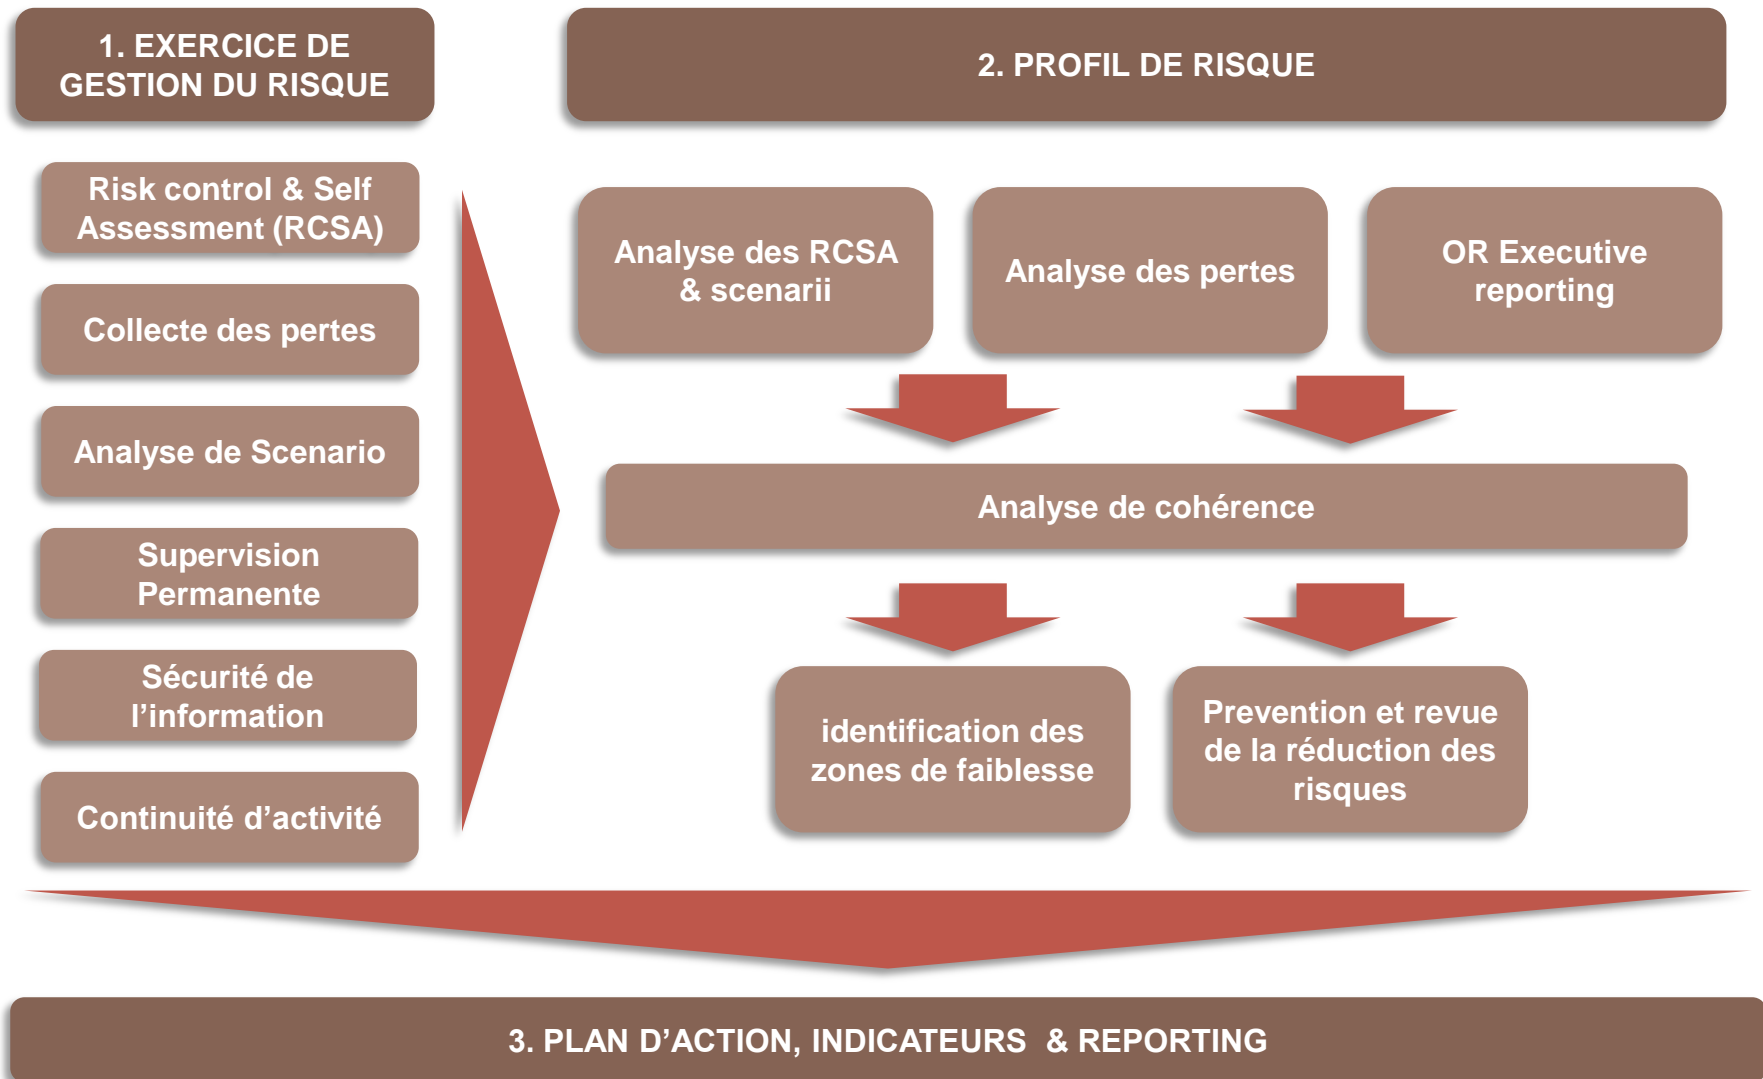 1. EXERCICE DE
GESTION DU RISQUE
2. PROFIL DE RISQUE
Risk control & Self
Assessment (RCSA)
Collecte des pertes
Analyse de Scenario
Supervision
Permanente
Sécurité de
l’information
Continuité d’activité
Analyse des RCSA
& scenarii
Analyse des pertes
OR Executive
reporting
Analyse de cohérence
identification des
zones de faiblesse
Prevention et revue
de la réduction des
risques
3. PLAN D’ACTION, INDICATEURS & REPORTING